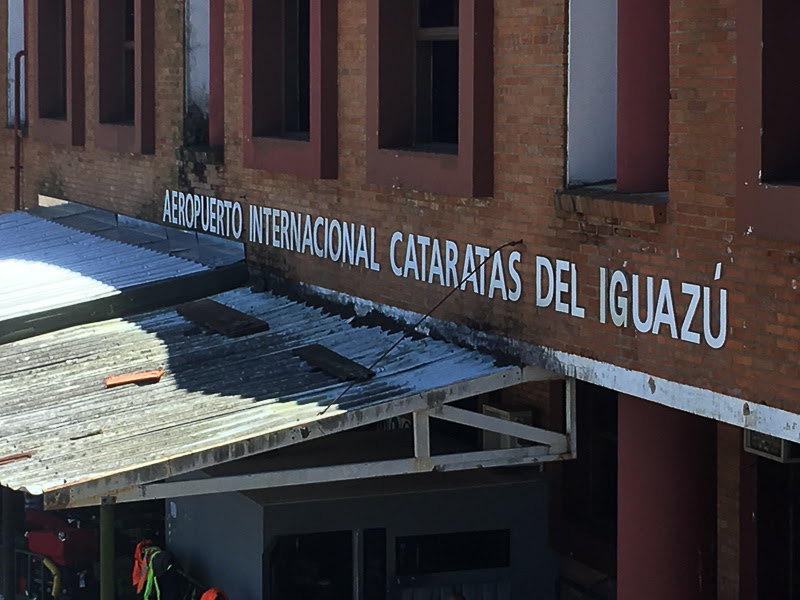 AEROPUERTO INTERNACIONAL CATARATAS DEL IGUAZÚ